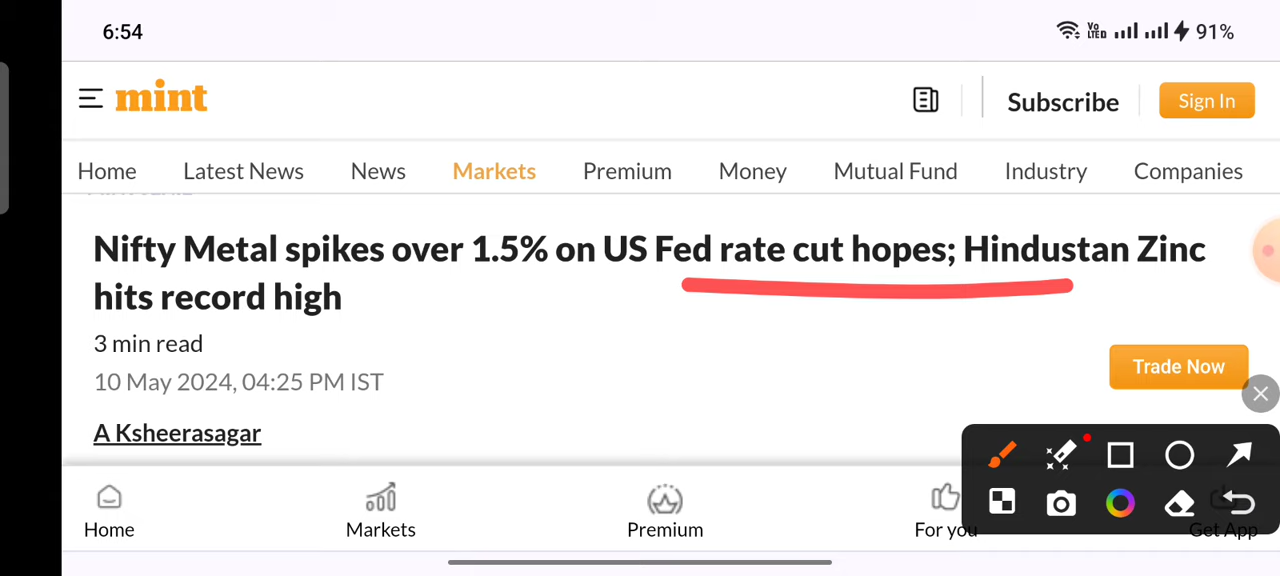 6:54
Vo LTED
91%
mint
Subscribe
Sign In
Home Latest News News Markets Premium Money Mutual Fund Industry Companies
Nifty Metal spikes over 1.5% on US Fed rate cut hopes; Hindustan Zinc
hits record high
3 min read
10 May 2024, 04:25 PM IST
Trade Now
A Ksheerasagar
Home Markets Premium For you Get App